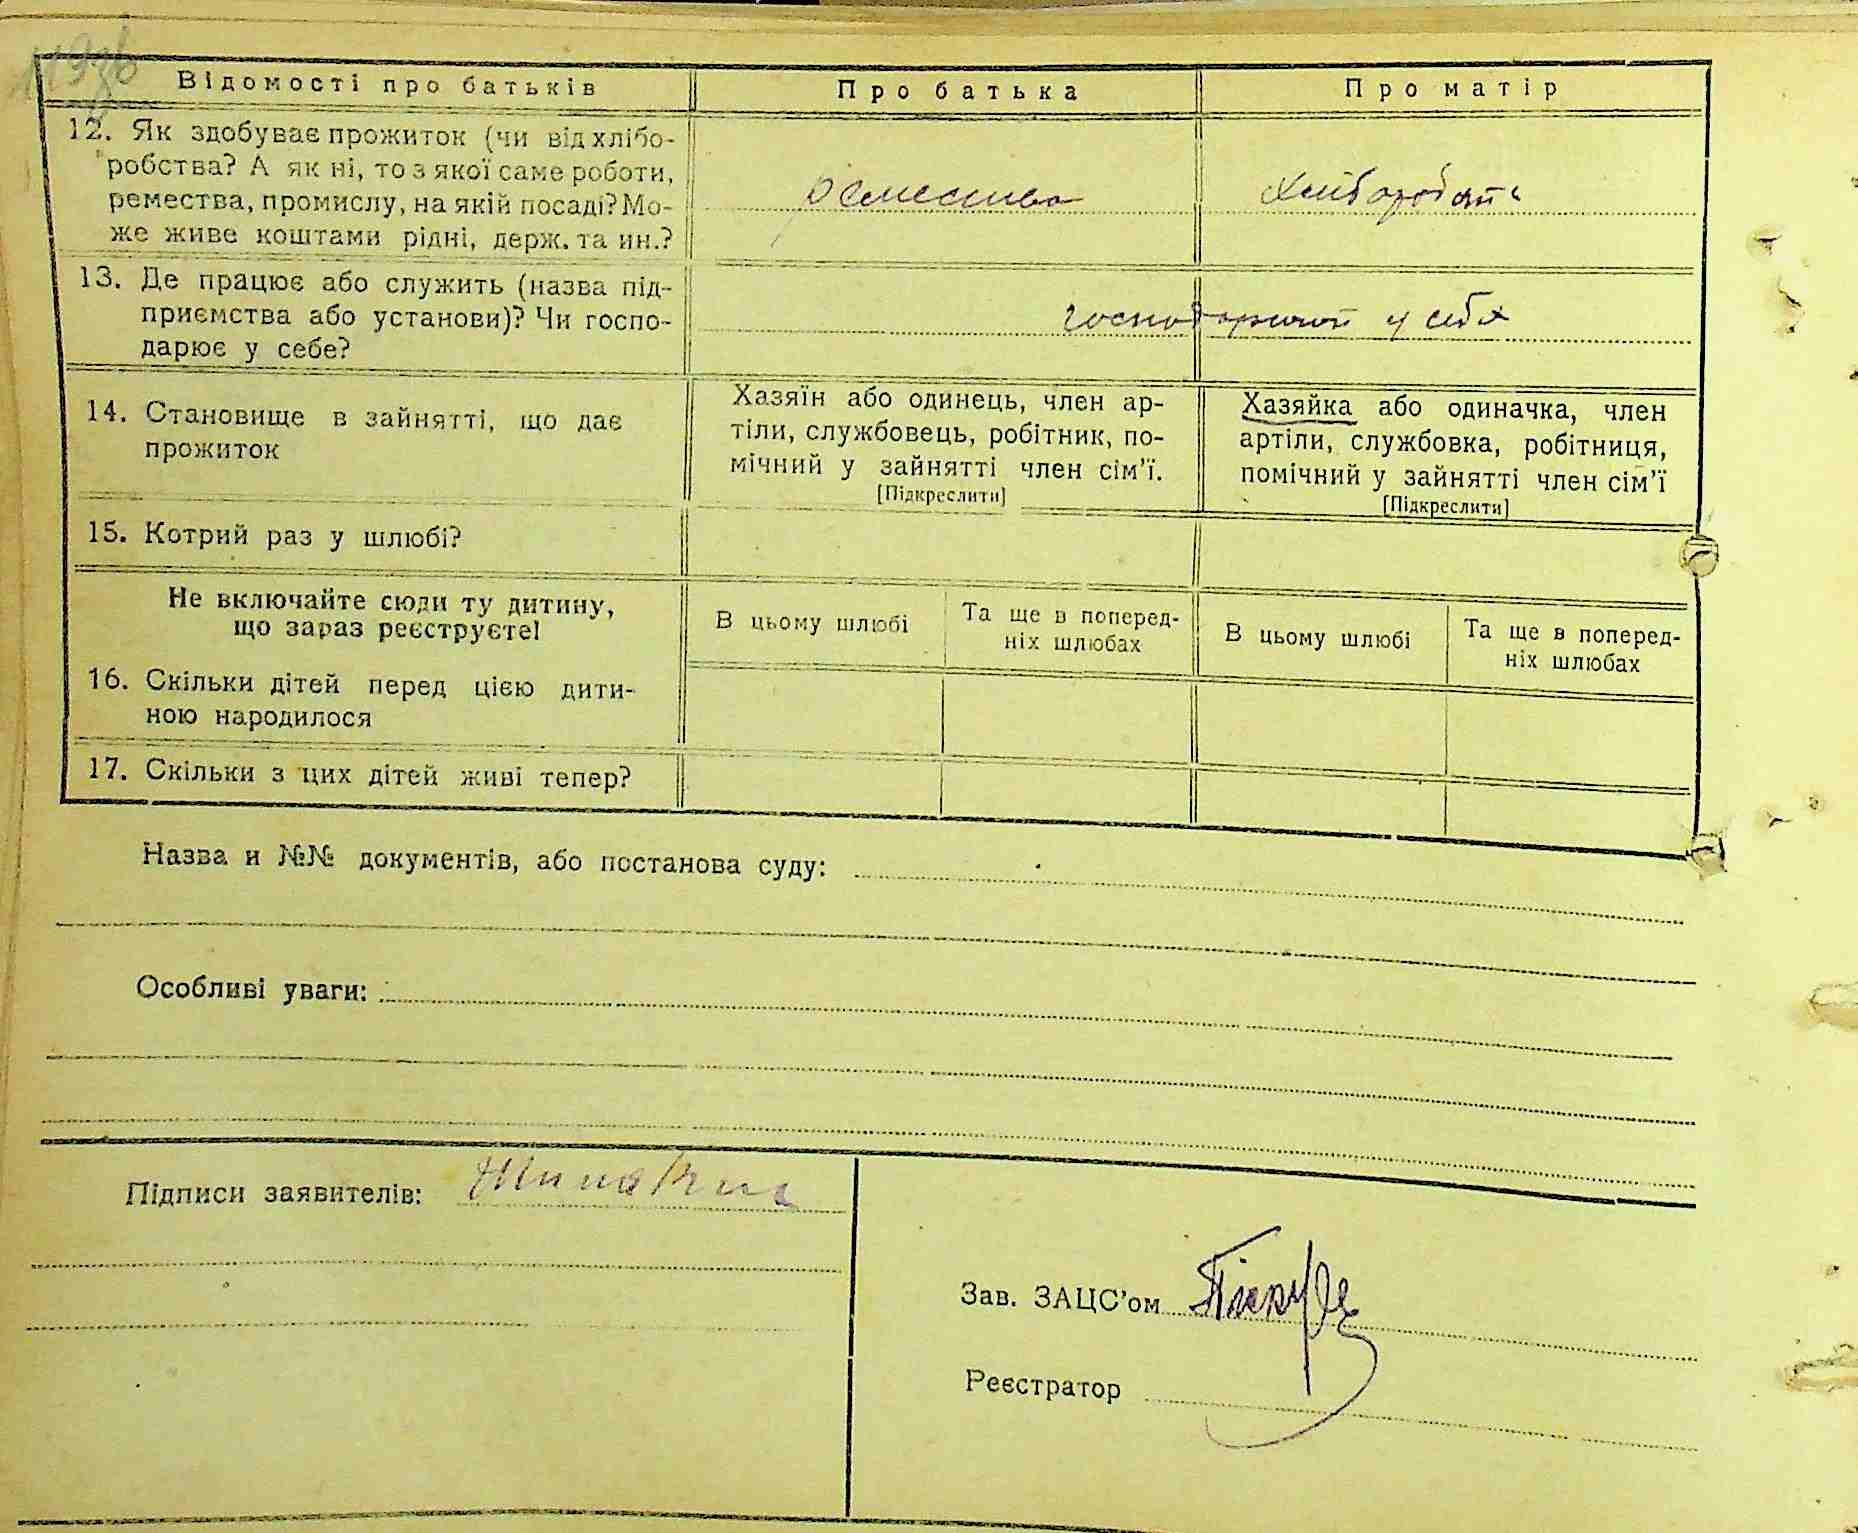 Відомості про батьків Про батька Про матір
12. Як здобуває прожиток (чи від хлібо-
робства? А як ні, то з якої саме роботи,
ремества, промислу, на якій посаді? Мо-
же живе коштами рідні, держ. та ин.?
13. Де працює або служить (назва під-
приємства або установи)? Чи госпо-
дарює у себе?
у себе
14. Становище в зайнятті, що дає
прожиток
Хазяїн або одинець, член ар-
тіли, службовець, робітник, по-
мічний у зайнятті член сім'ї.
[Підкреслити]
Хазяйка або одиначка, член
артіли, службовка, робітниця,
помічний у зайнятті член сім'ї
[Підкреслити]
15. Котрий раз у шлюбі?
Не включайте сюди ту дитину,
що зараз реєструєте!
В цьому шлюбі
Та ще в поперед-
ніх шлюбах
В цьому шлюбі
Та ще в поперед-
ніх шлюбах
16. Скільки дітей перед цією дити-
ною народилося
17. Скільки з цих дітей живі тепер?
Назва и №№ документів, або постанова суду:
Особливі уваги:
Підписи заявителів:
Зав. ЗАЦС'ом
Реєстратор